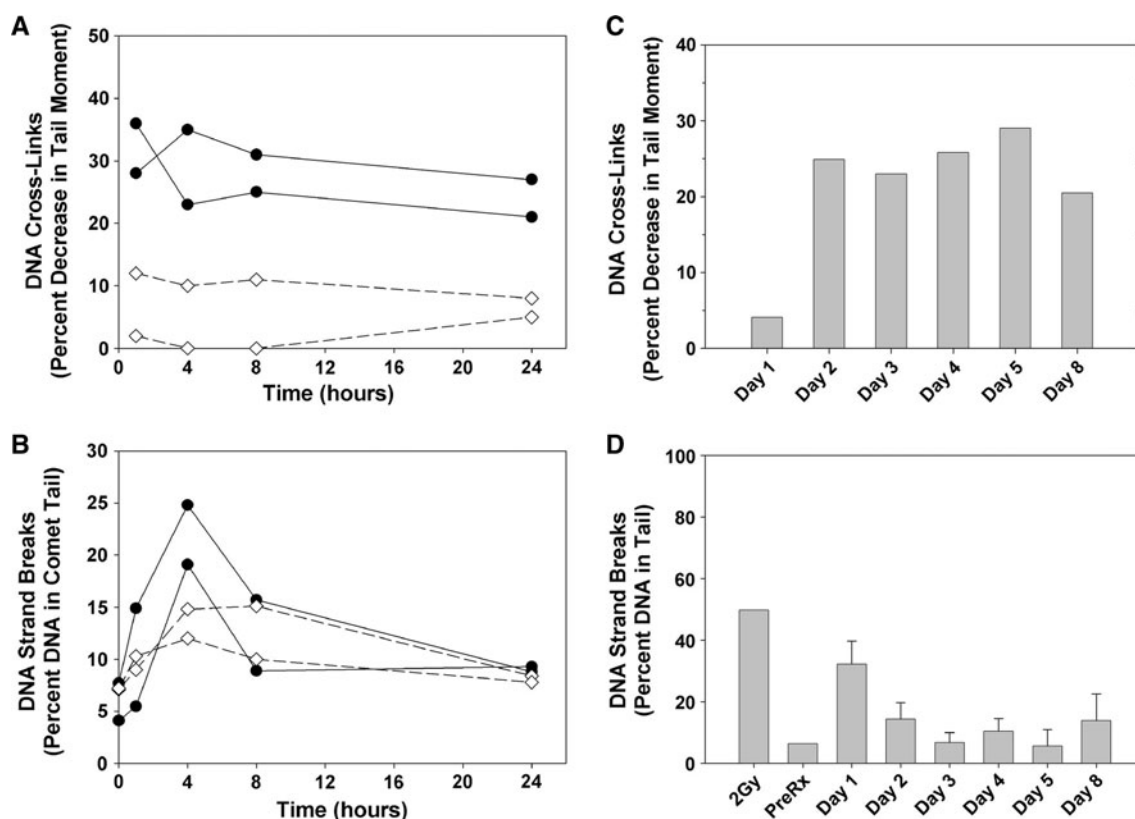 A
DNA Cross-Links
(Percent Decrease in Tail Moment)
50
40
30
20
10
0
0 4 8 12 16 20 24
Time (hours)
B
DNA Strand Breaks
(Percent DNA in Comet Tail)
30
25
20
15
10
5
0
0 4 8 12 16 20 24
Time (hours)
C
DNA Cross-Links
(Percent Decrease in Tail Moment)
40
30
20
10
0
Day 1 Day 2 Day 3 Day 4 Day 5 Day 8
D
DNA Strand Breaks
(Percent DNA in Tail)
100
80
60
40
20
0
2Gy PreRx Day 1 Day 2 Day 3 Day 4 Day 5 Day 8